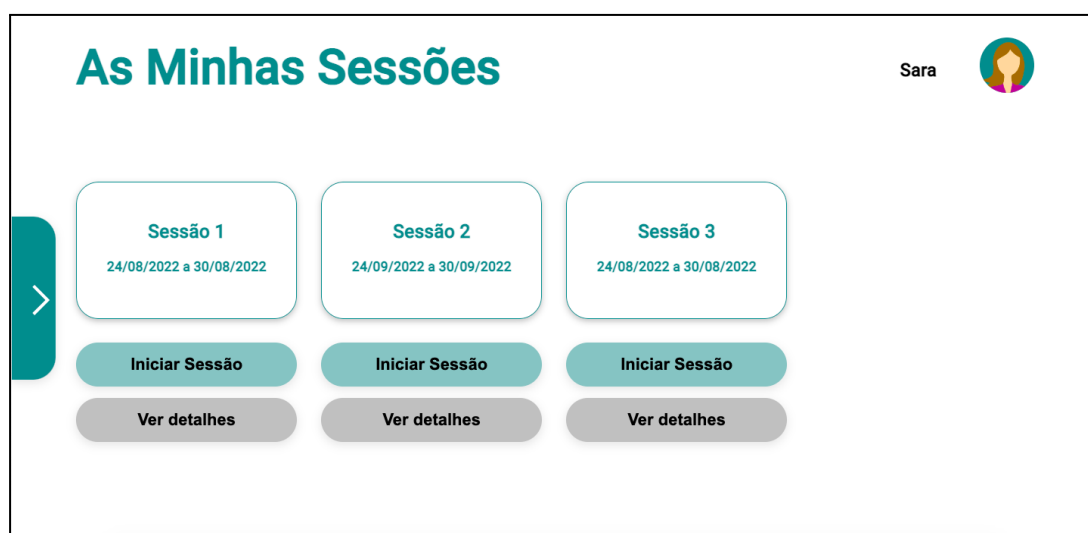 As Minhas Sessões
Sara
Sessão 1
24/08/2022 a 30/08/2022
Iniciar Sessão
Ver detalhes
Sessão 2
24/09/2022 a 30/09/2022
Iniciar Sessão
Ver detalhes
Sessão 3
24/08/2022 a 30/08/2022
Iniciar Sessão
Ver detalhes